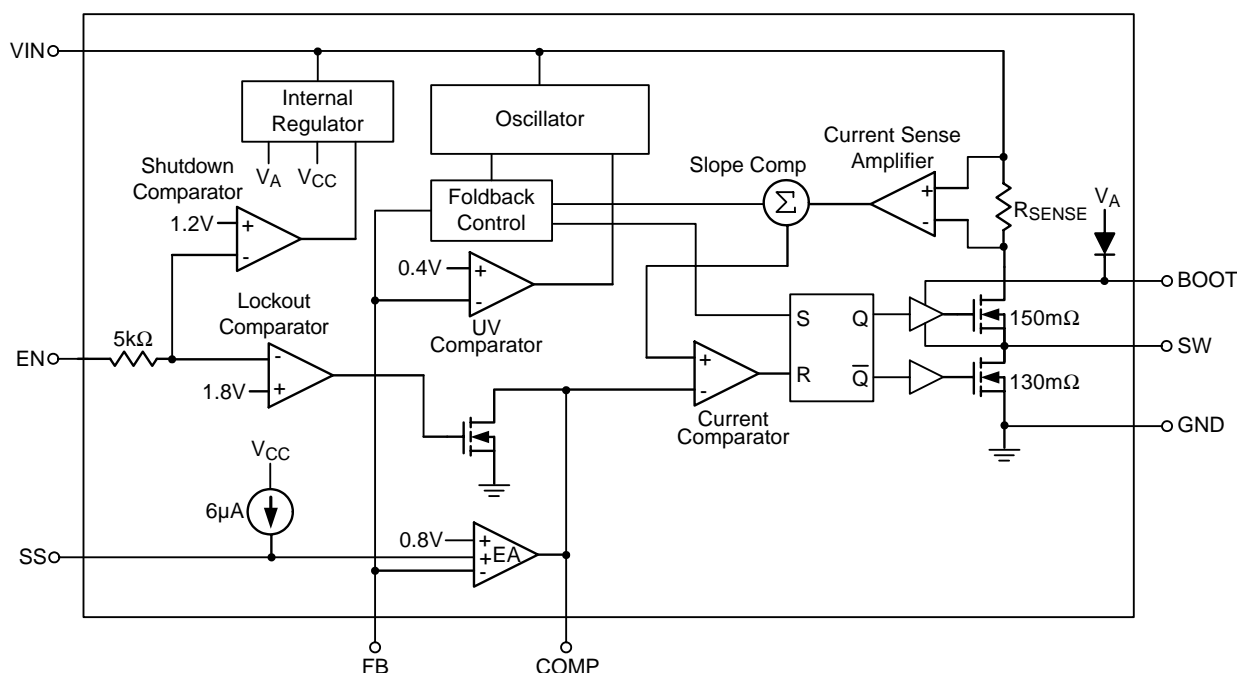 VIN
Internal
Regulator
Oscillator
Current Sense
Amplifier
Slope Comp
Shutdown
Comparator
VA
VCC
Foldback
Control
+
-
Σ
RSENSE
VA
1.2V
+
-
0.4V
+
-
UV
Comparator
BOOT
Lockout
Comparator
S
Q
150mΩ
EN
5kΩ
-
+
1.8V
+
-
Current
Comparator
R
Q̅
SW
130mΩ
GND
VCC
6µA
0.8V
+
+
-
EA
SS
FB
COMP